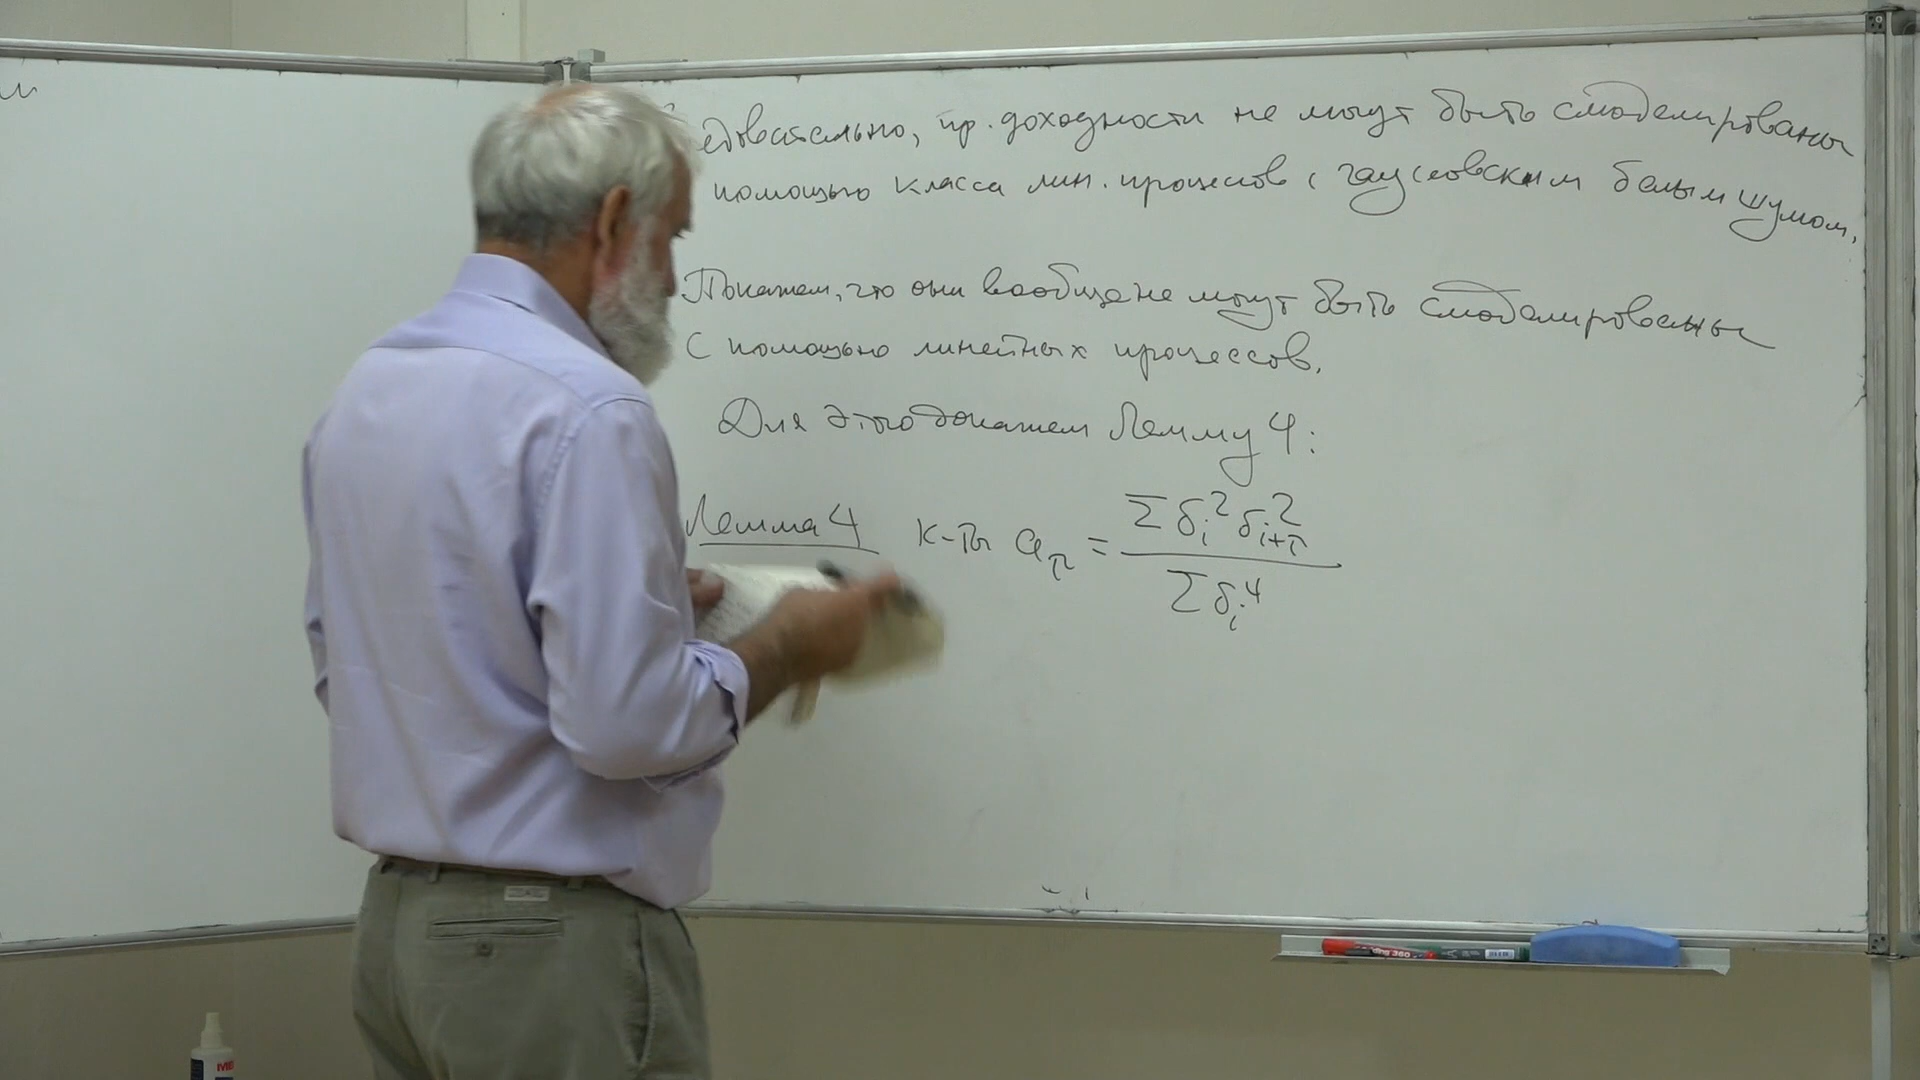 едовательно, пр. доходности не могут быть смоделированы
помощью класса лин. процессов с гауссовским белым шумом.
Покажем, что они вообще не могут быть смоделированы
с помощью линейных процессов.
Для этого докажем Лемму 4:
Лемма 4 к-ты a_τ = Σ δ_i^2 δ_{i+τ}^2 / Σ δ_i^4
edding 360